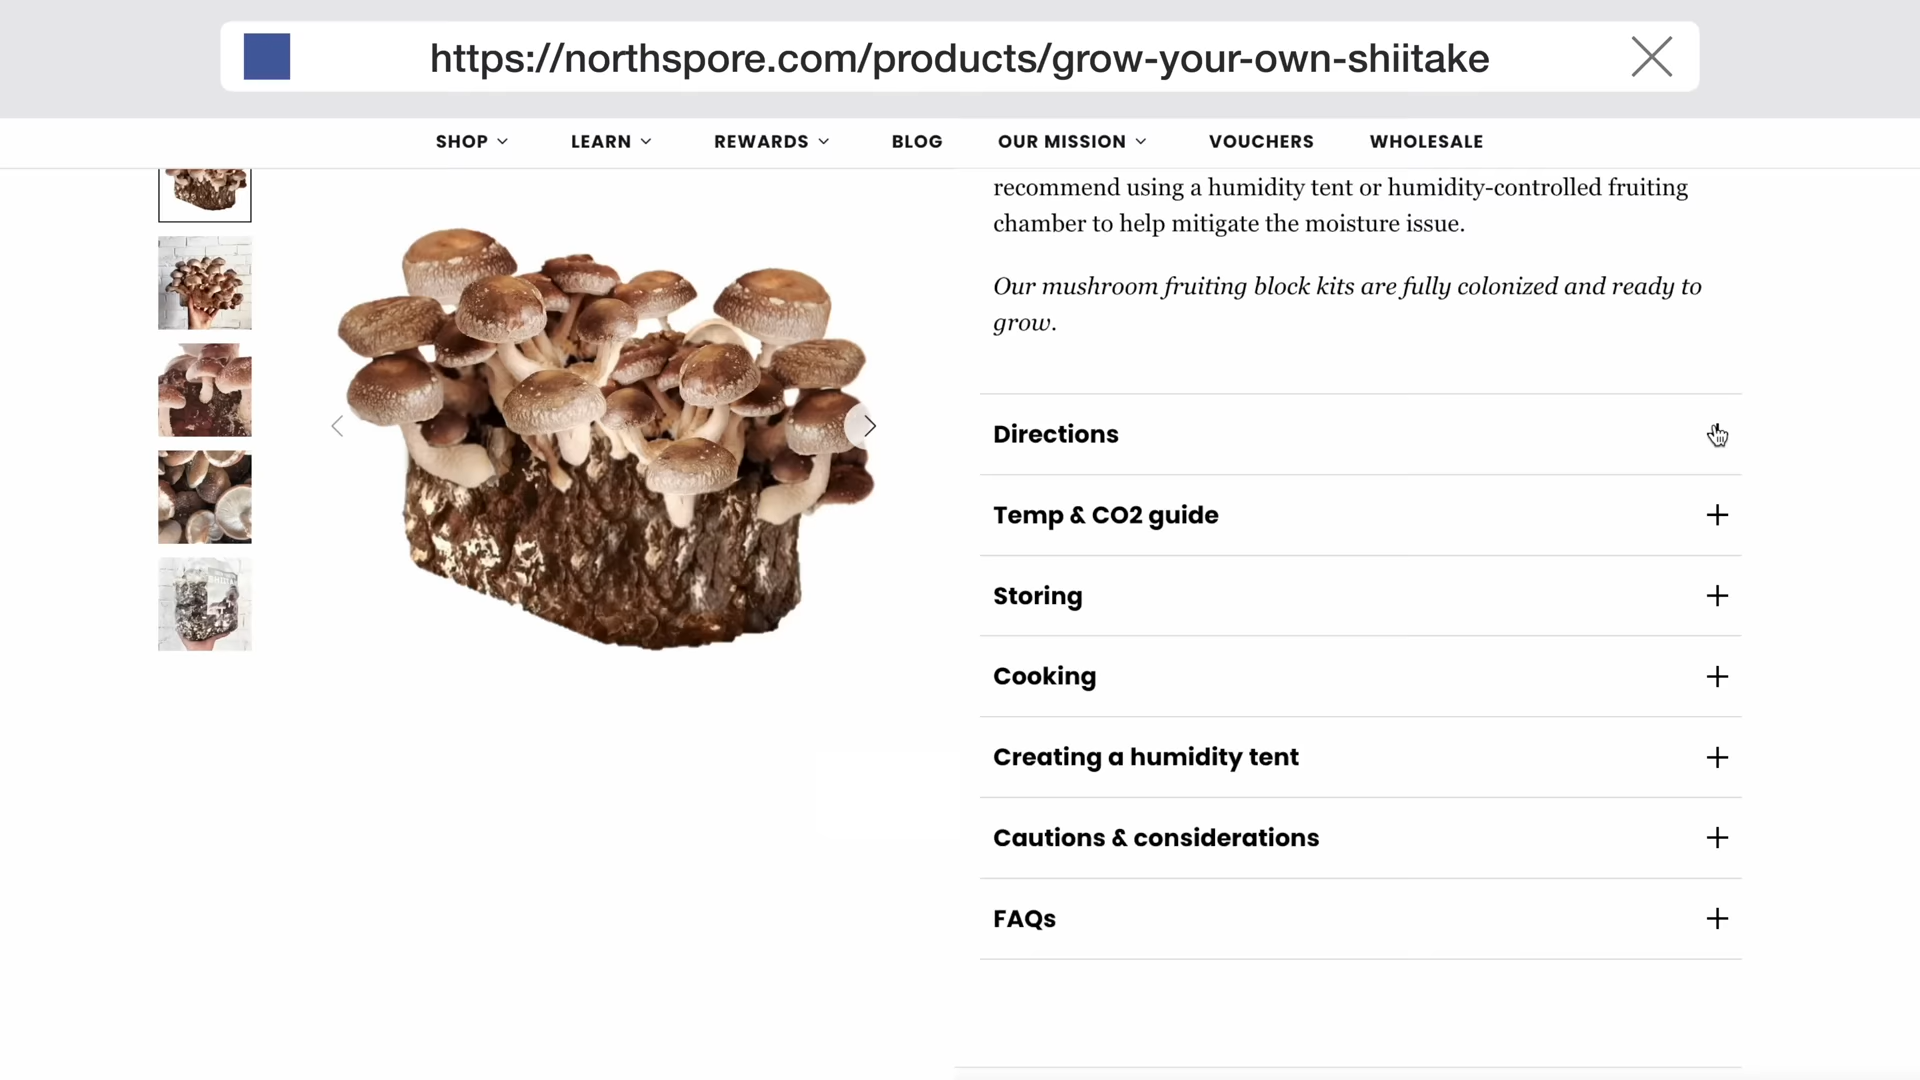 https://northspore.com/products/grow-your-own-shiitake
SHOP LEARN REWARDS BLOG OUR MISSION VOUCHERS WHOLESALE
recommend using a humidity tent or humidity-controlled fruiting
chamber to help mitigate the moisture issue.
Our mushroom fruiting block kits are fully colonized and ready to
grow.
Directions
Temp & CO2 guide
Storing
Cooking
Creating a humidity tent
Cautions & considerations
FAQs